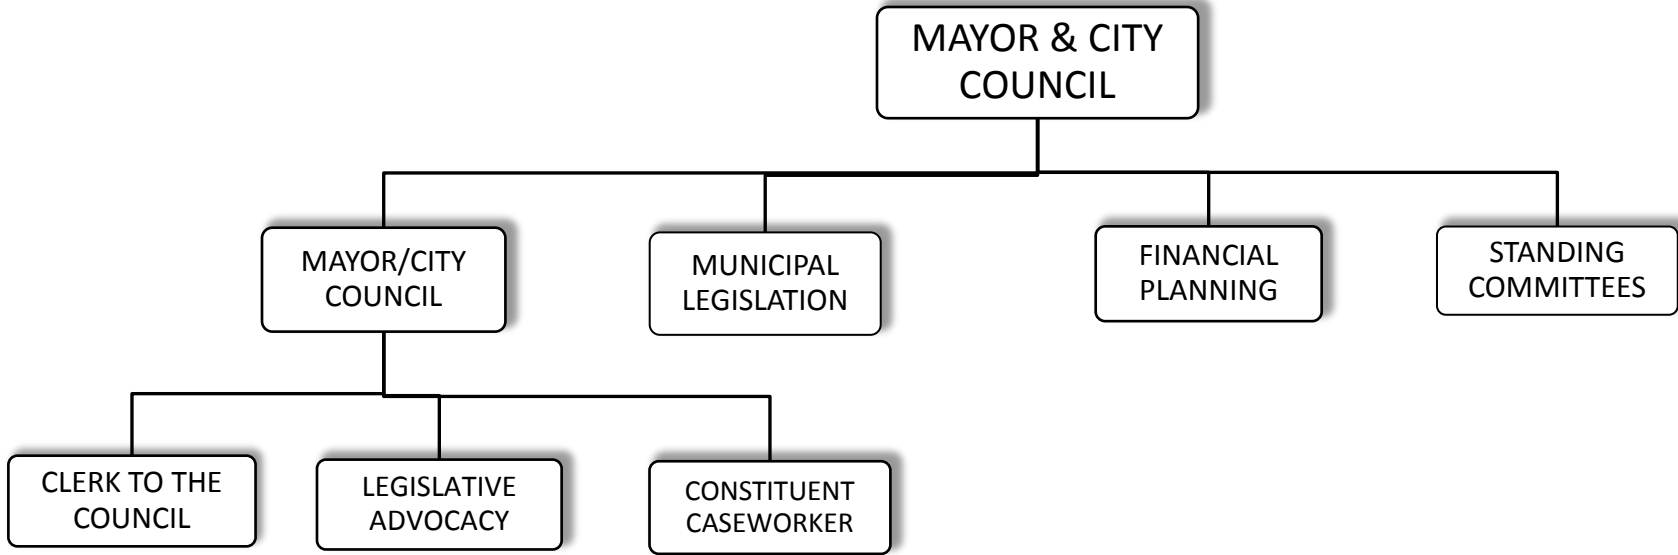 MAYOR & CITY
COUNCIL
MAYOR/CITY
COUNCIL
MUNICIPAL
LEGISLATION
FINANCIAL
PLANNING
STANDING
COMMITTEES
CLERK TO THE
COUNCIL
LEGISLATIVE
ADVOCACY
CONSTITUENT
CASEWORKER